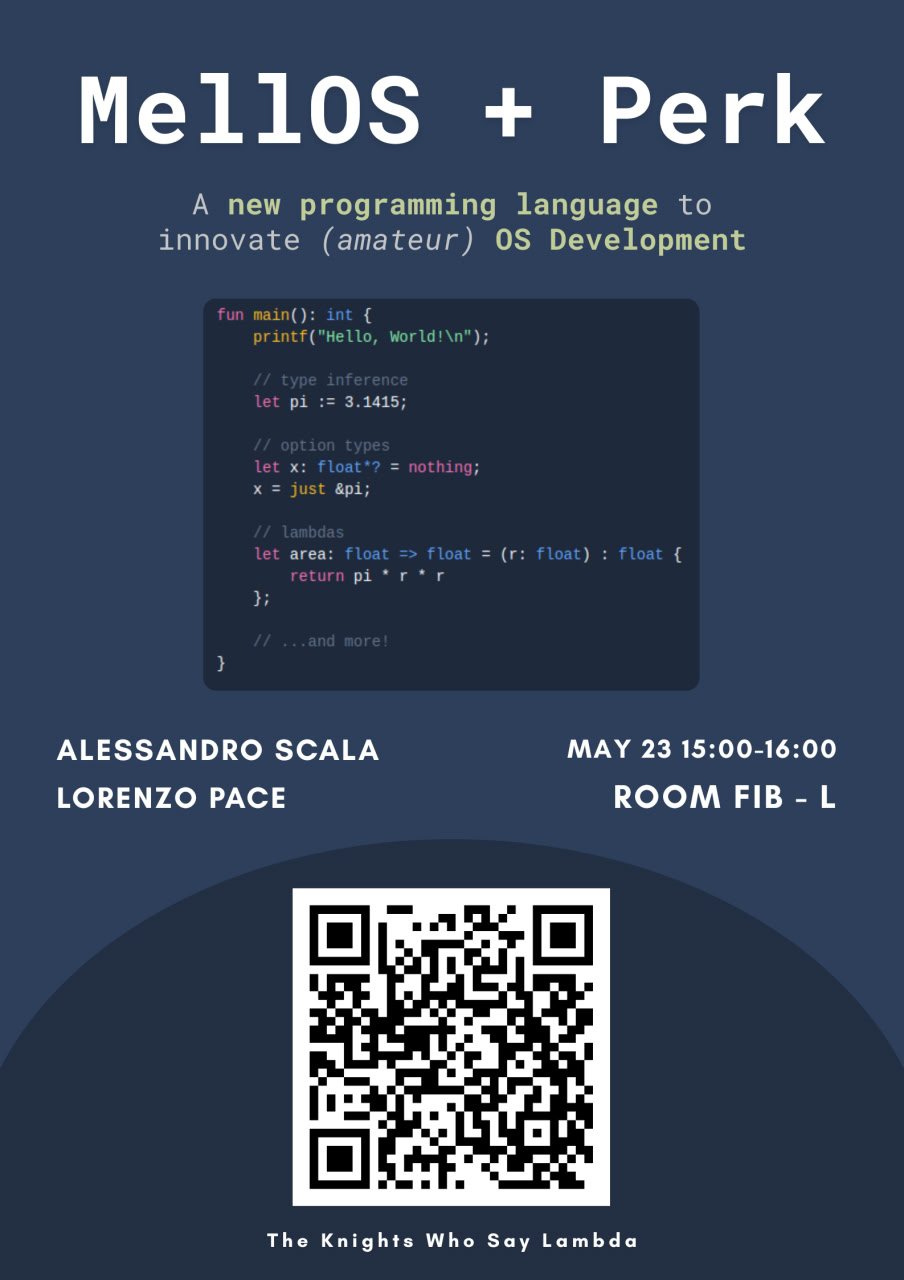 MellOS + Perk
A new programming language to
innovate (amateur) OS Development
fun main(): int {
    printf("Hello, World!\n");
    // type inference
    let pi := 3.1415;
    // option types
    let x: float*? = nothing;
    x = just &pi;
    // lambdas
    let area: float => float = (r: float) : float {
        return pi * r * r
    };
    // ...and more!
}
ALESSANDRO SCALA
LORENZO PACE
MAY 23 15:00-16:00
ROOM FIB - L
The Knights Who Say Lambda